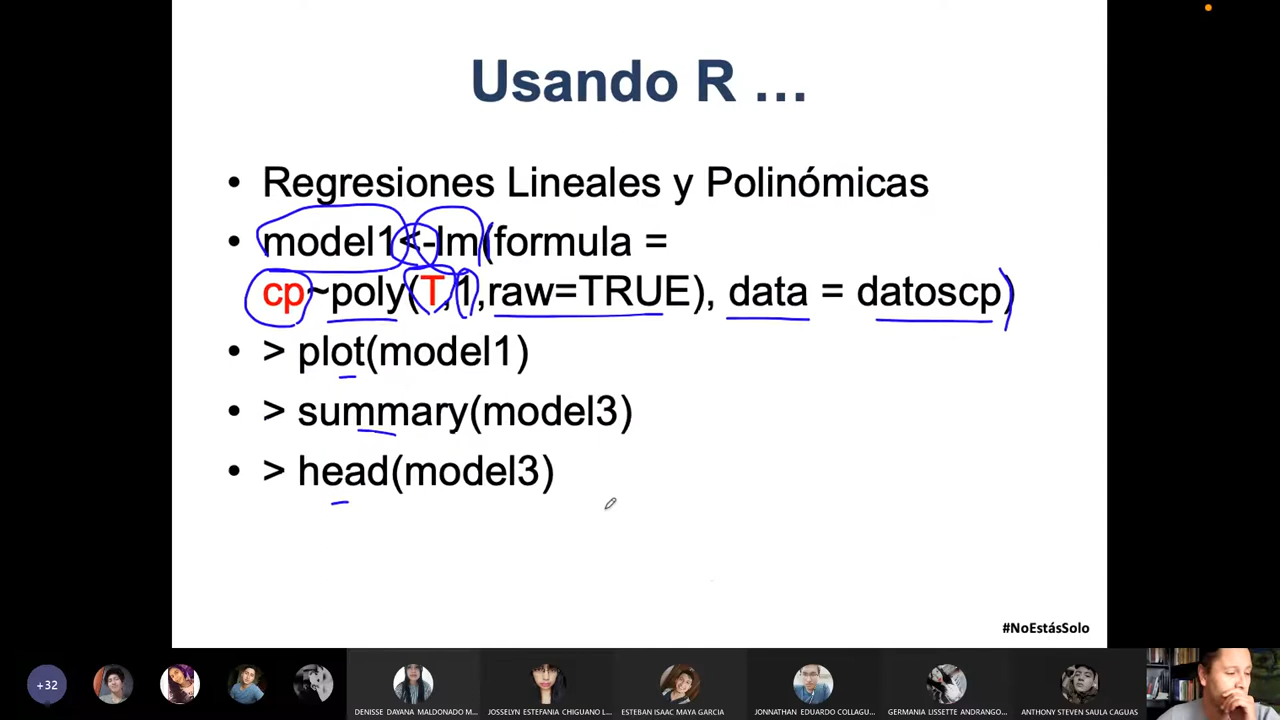 Usando R …
• Regresiones Lineales y Polinómicas
• model1<-lm(formula =
cp~poly(T,1,raw=TRUE), data = datoscp)
• > plot(model1)
• > summary(model3)
• > head(model3)
#NoEstásSolo
+32
DENISSE DAYANA MALDONADO M...
JOSSELYN ESTEFANIA CHIGUANO L...
ESTEBAN ISAAC MAYA GARCIA
JONNATHAN EDUARDO COLLAGU...
GERMANIA LISSETTE ANDRANGO...
ANTHONY STEVEN SAULA CAGUAS